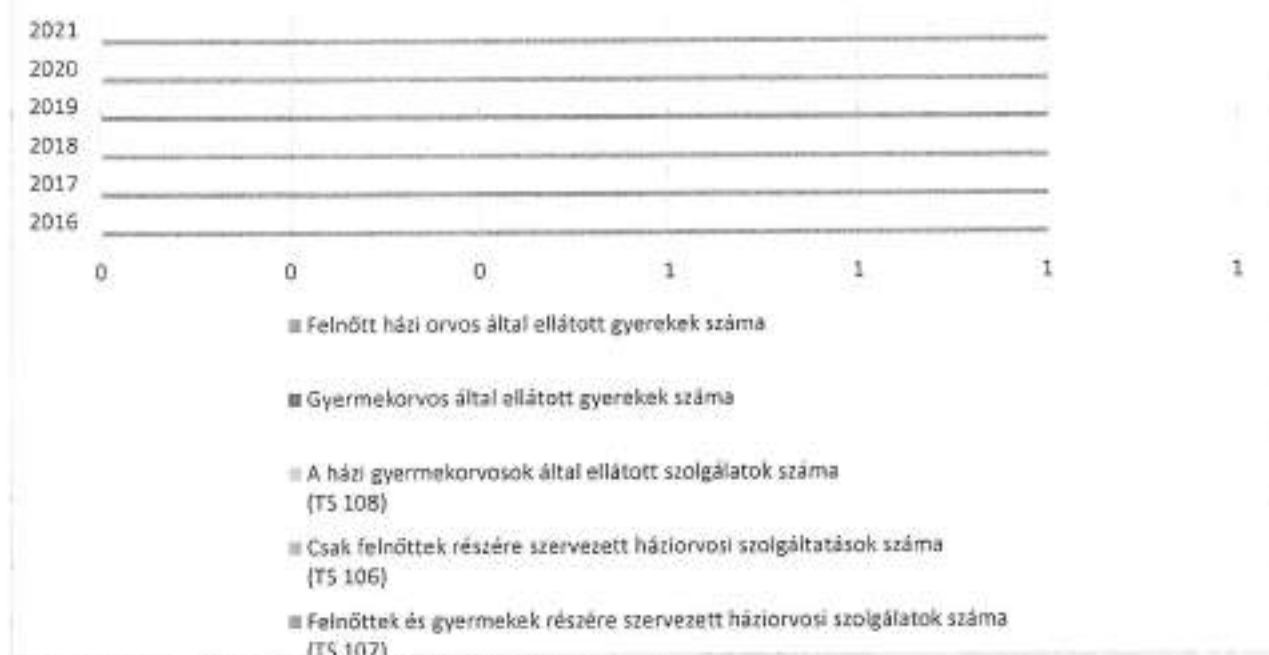 2021
2020
2019
2018
2017
2016
0 0 0 1 1 1 1
Felnőtt házi orvos által ellátott gyerekek száma
Gyermekorvos által ellátott gyerekek száma
A házi gyermekorvosok által ellátott szolgálatok száma
(TS 108)
Csak felnőttek részére szervezett háziorvosi szolgáltatások száma
(TS 106)
Felnőttek és gyermekek részére szervezett háziorvosi szolgálatok száma
(TS 107)